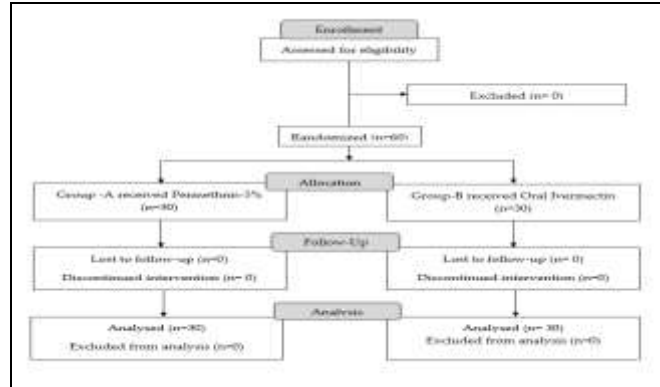 Enrollment
Assessed for eligibility
Excluded (n= 0)
Randomized (n=60)
Allocation
Group -A received Permethrin-5%
(n=30)
Group-B received Oral Ivermectin
(n=30)
Follow-Up
Lost to follow-up (n=0)
Discontinued intervention (n= 0)
Lost to follow-up (n= 0)
Discontinued intervention (n=0)
Analysis
Analysed (n=30)
Excluded from analysis (n=0)
Analysed (n= 30)
Excluded from analysis (n=0)